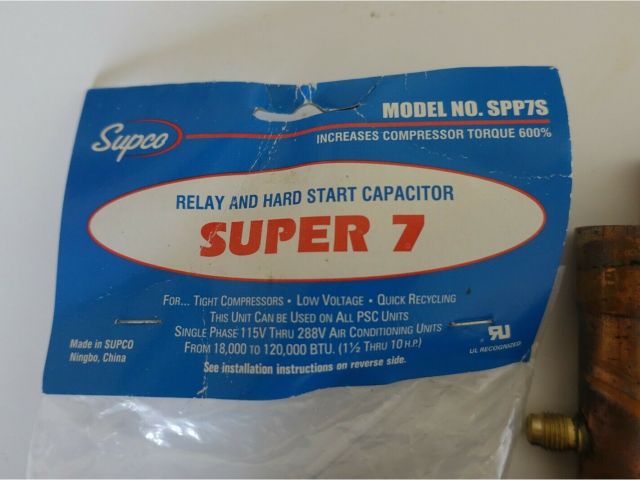 Supco
MODEL NO. SPP7S
INCREASES COMPRESSOR TORQUE 600%
RELAY AND HARD START CAPACITOR
SUPER 7
FOR... TIGHT COMPRESSORS • LOW VOLTAGE • QUICK RECYCLING
THIS UNIT CAN BE USED ON ALL PSC UNITS
SINGLE PHASE 115V THRU 288V AIR CONDITIONING UNITS
FROM 18,000 TO 120,000 BTU. (1½ THRU 10 H.P.)
See installation instructions on reverse side.
Made in SUPCO
Ningbo, China
UL RECOGNIZED